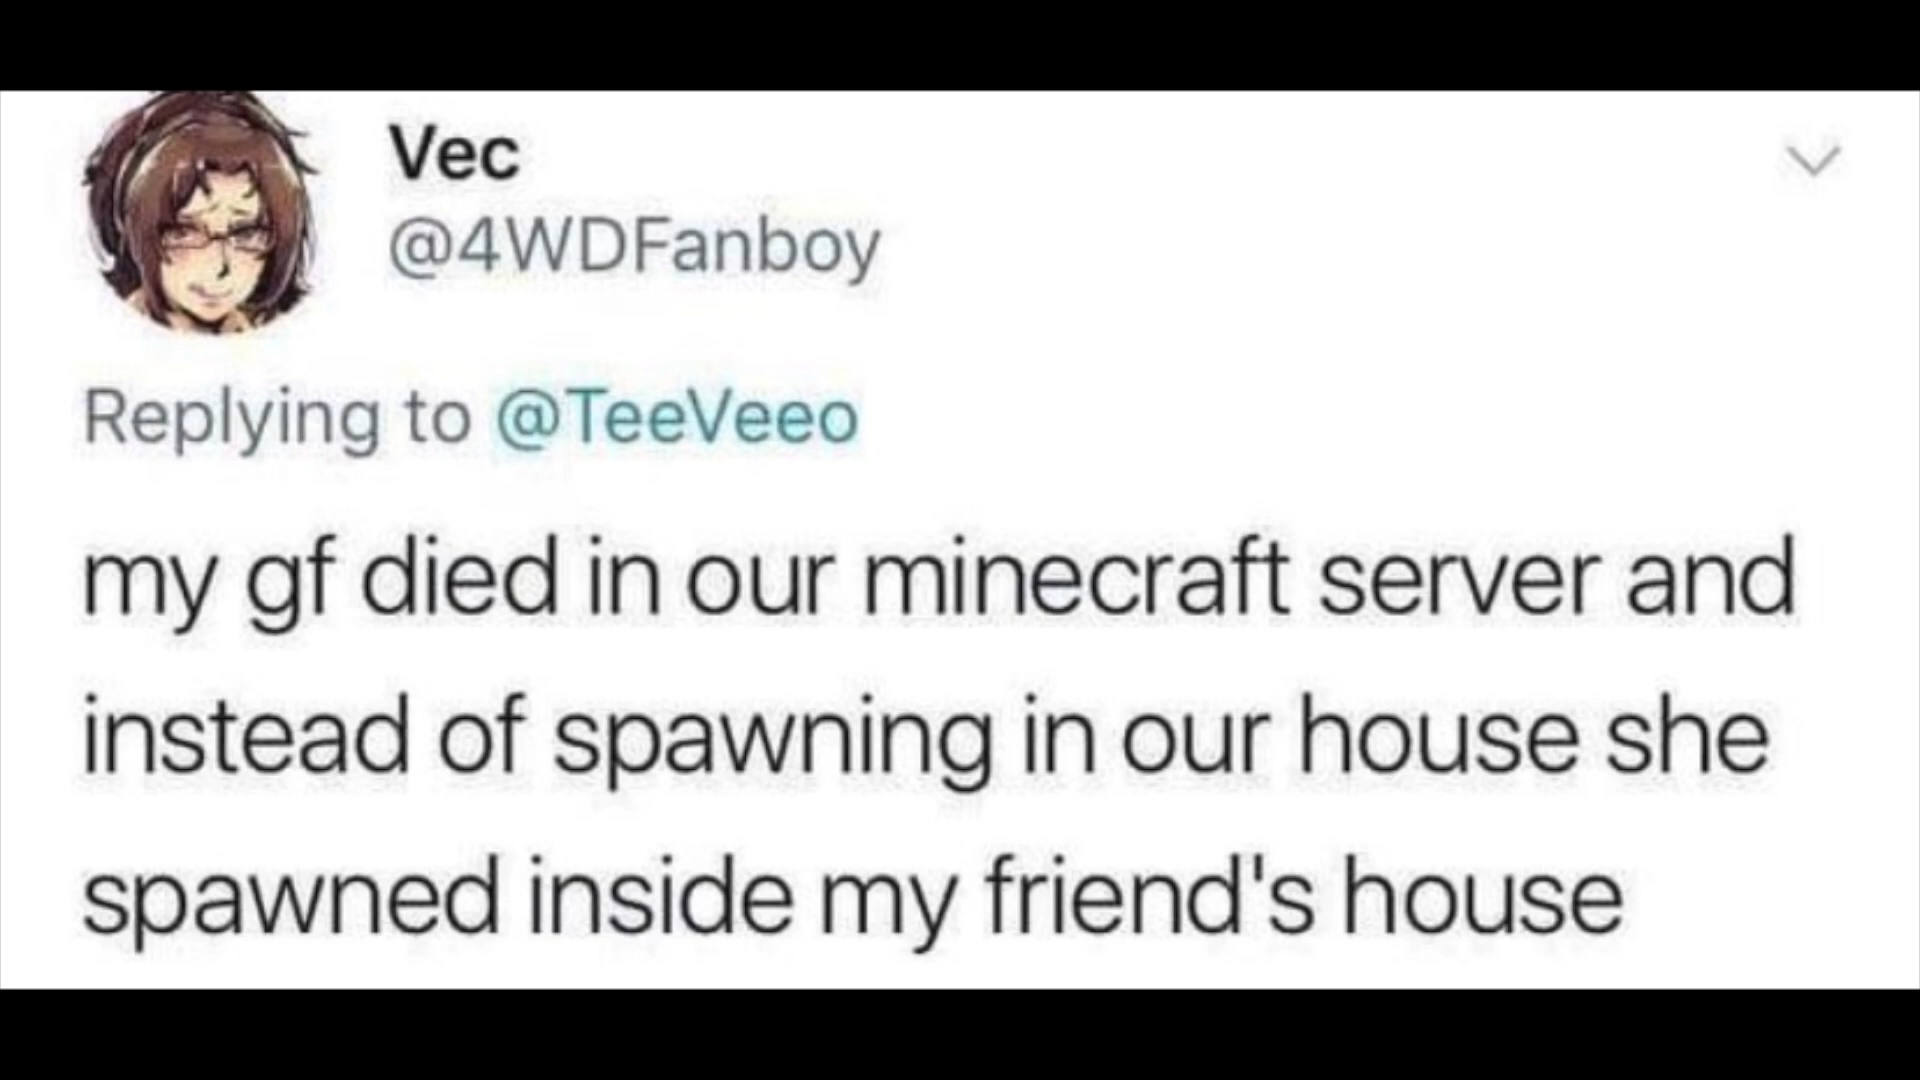 Vec
@4WDFanboy
Replying to @TeeVeeo
my gf died in our minecraft server and
instead of spawning in our house she
spawned inside my friend's house